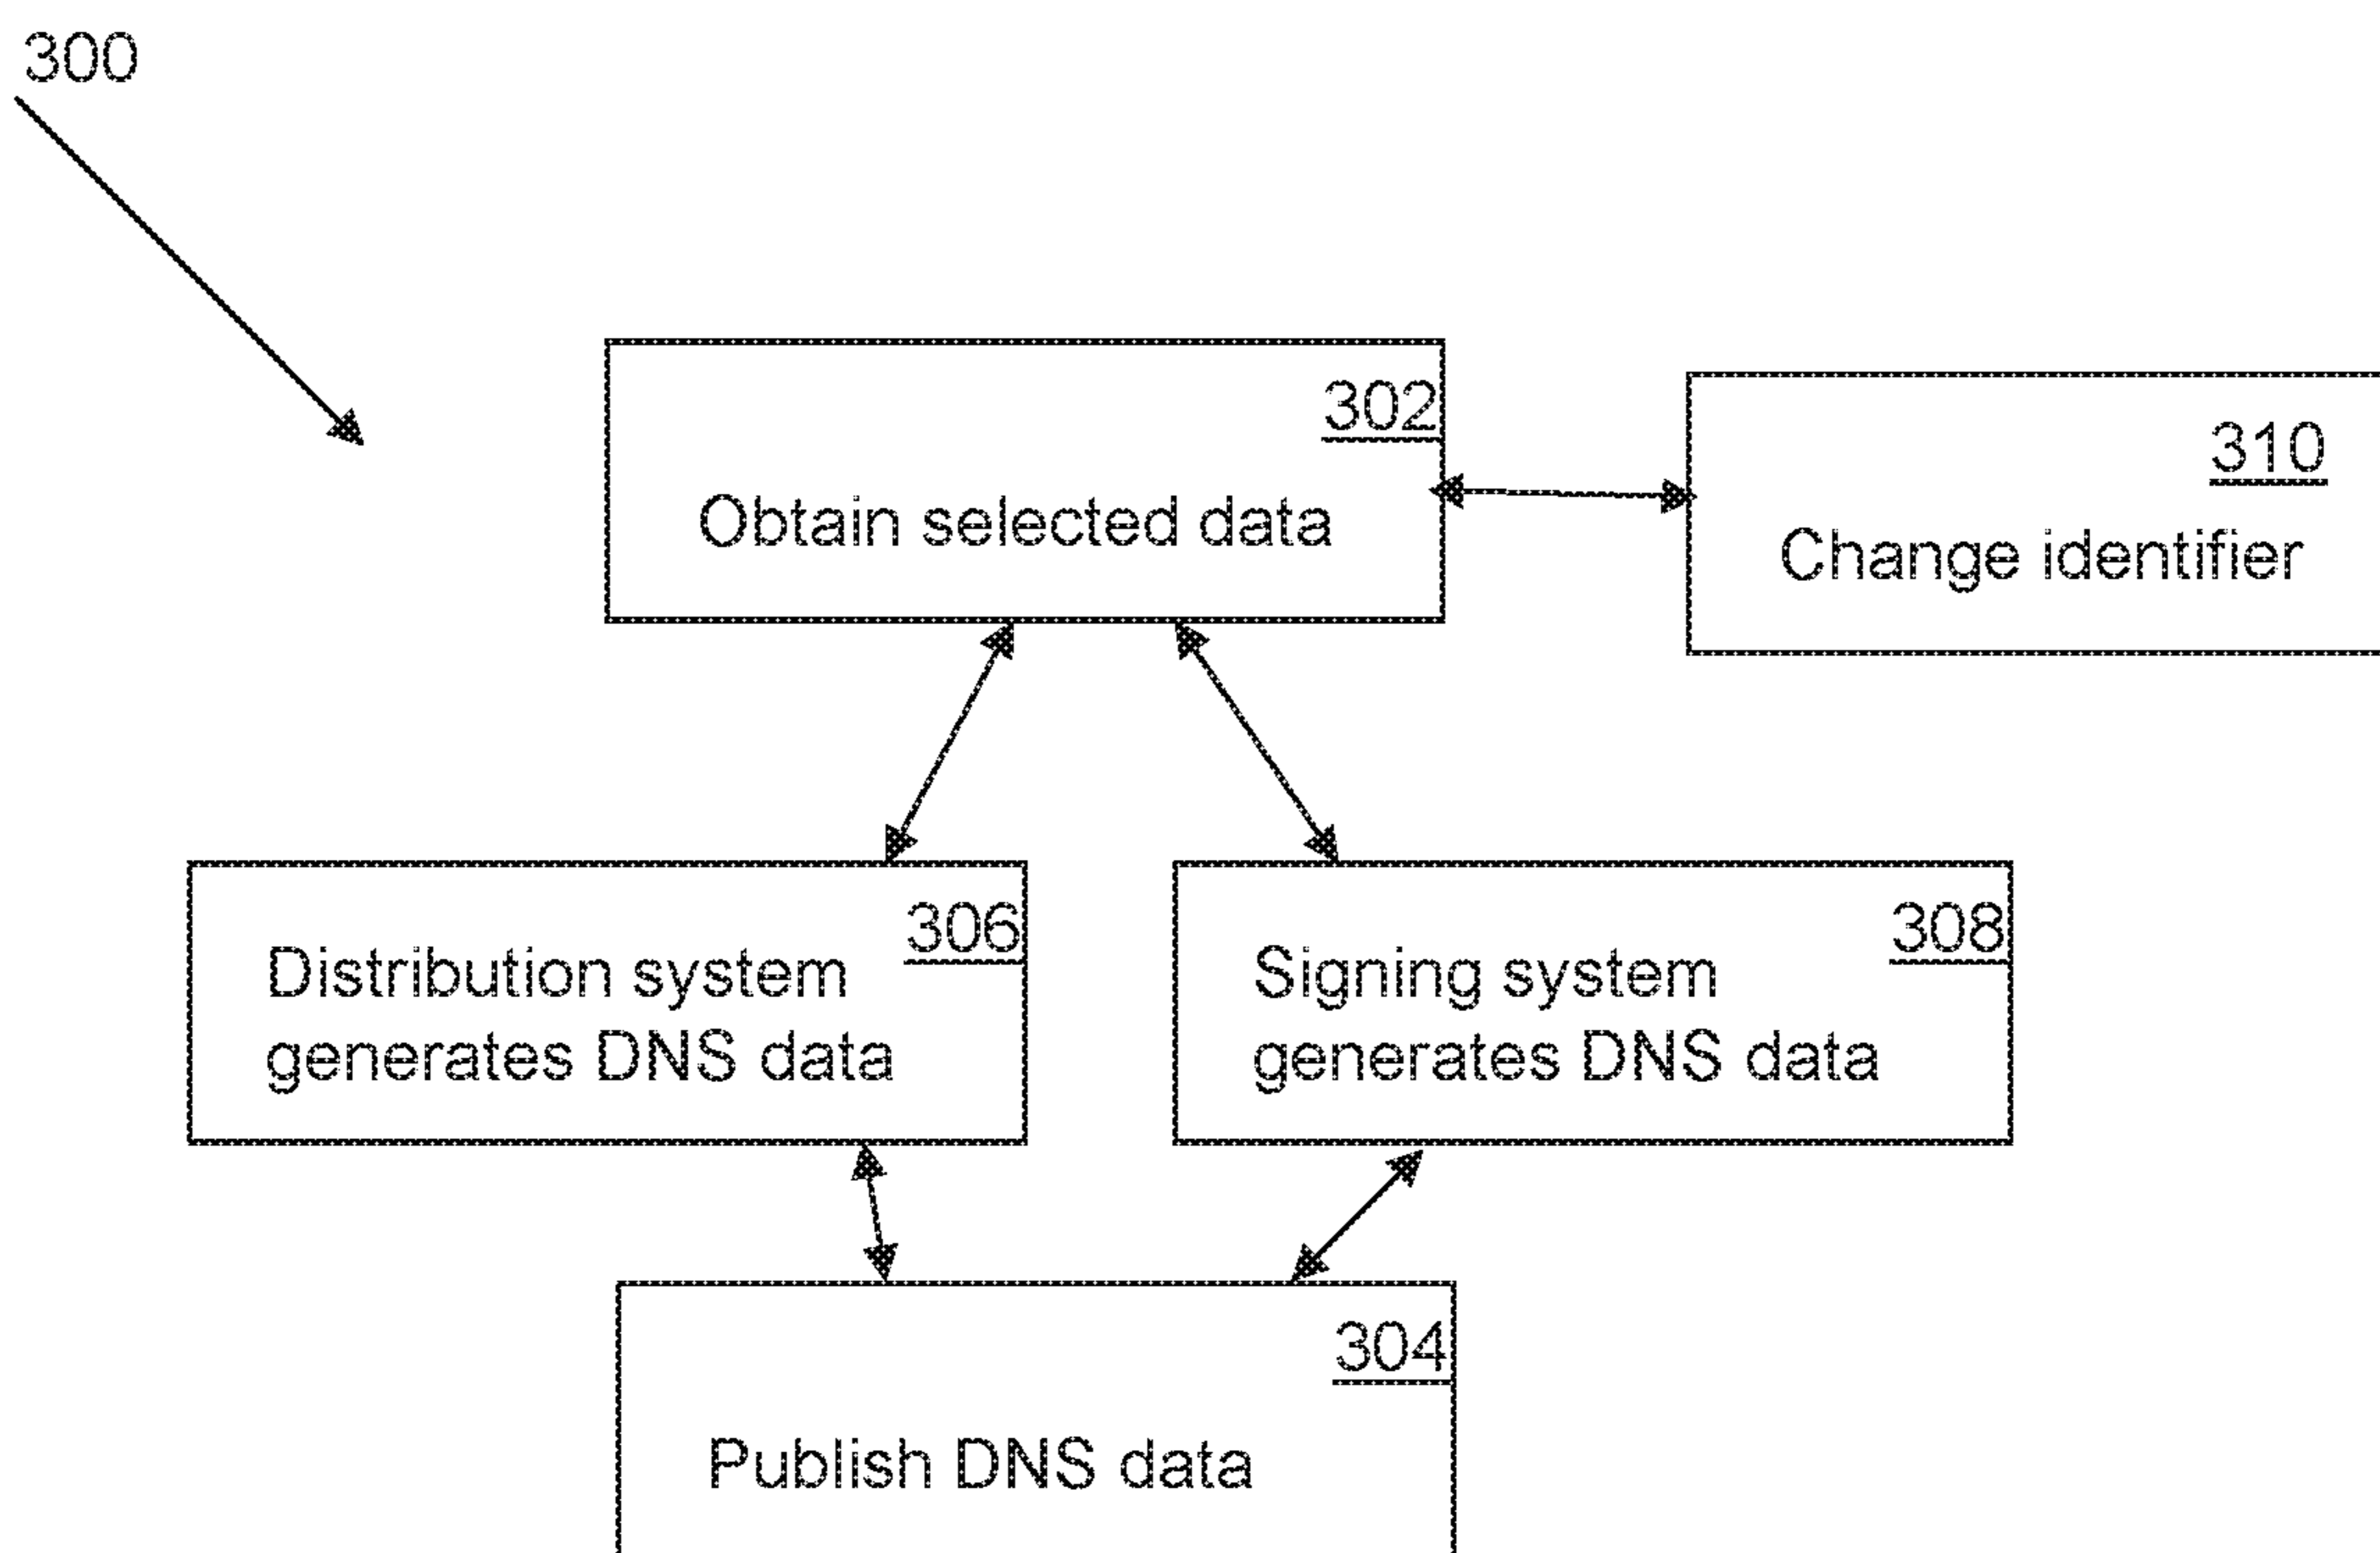 300
302
Obtain selected data
310
Change identifier
306
Distribution system
generates DNS data
308
Signing system
generates DNS data
304
Publish DNS data